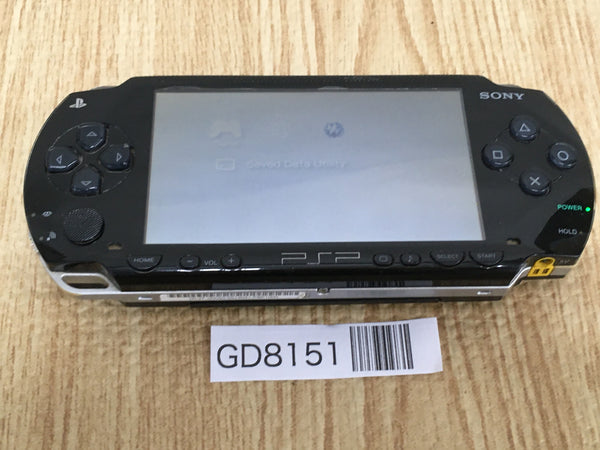 SONY
Saved Data Utility
POWER
HOLD
HOME
VOL
PSP
SELECT
START
GD8151